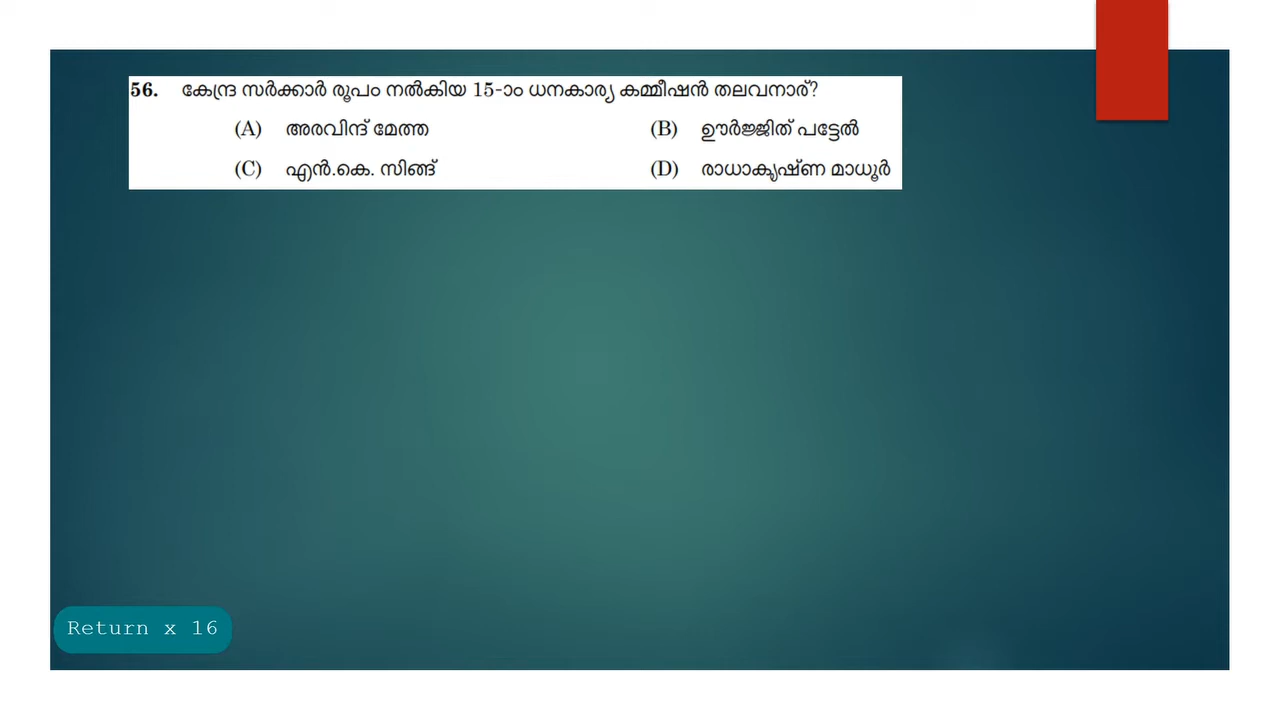 56. കേന്ദ്ര സർക്കാർ രൂപം നൽകിയ 15-ാം ധനകാര്യ കമ്മീഷൻ തലവനാര്?
(A) അരവിന്ദ് മേത്ത (B) ഊർജ്ജിത് പട്ടേൽ
(C) എൻ.കെ. സിങ്ങ് (D) രാധാകൃഷ്ണ മാധൂർ
Return x 16